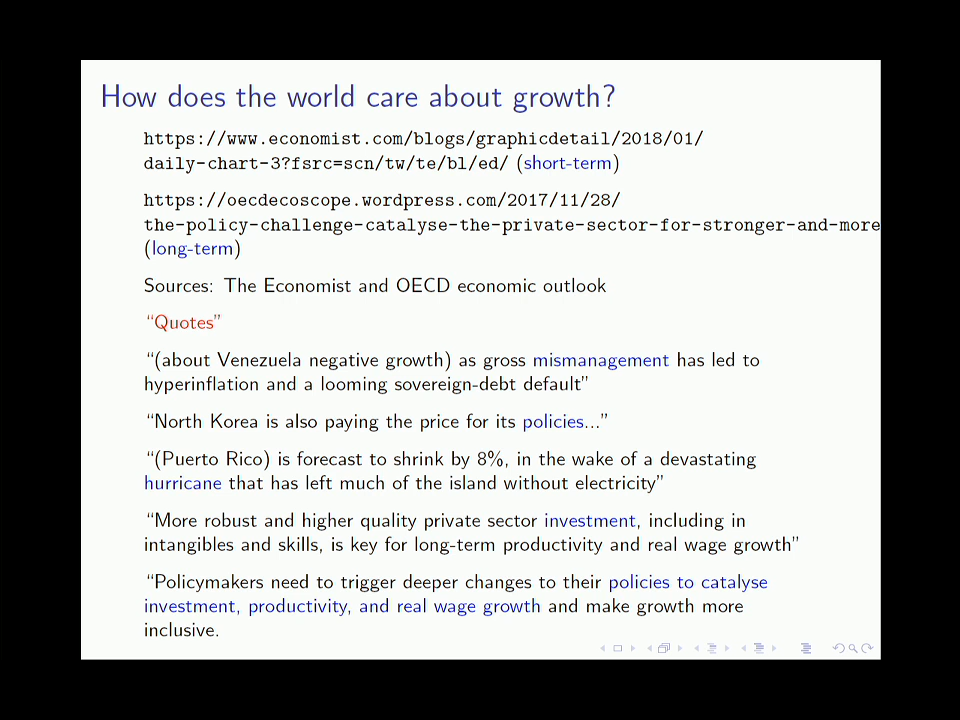 How does the world care about growth?
https://www.economist.com/blogs/graphicdetail/2018/01/
daily-chart-3?fsrc=scn/tw/te/bl/ed/ (short-term)
https://oecdecoscope.wordpress.com/2017/11/28/
the-policy-challenge-catalyse-the-private-sector-for-stronger-and-more
(long-term)
Sources: The Economist and OECD economic outlook
“Quotes”
“(about Venezuela negative growth) as gross mismanagement has led to
hyperinflation and a looming sovereign-debt default”
“North Korea is also paying the price for its policies...”
“(Puerto Rico) is forecast to shrink by 8%, in the wake of a devastating
hurricane that has left much of the island without electricity”
“More robust and higher quality private sector investment, including in
intangibles and skills, is key for long-term productivity and real wage growth”
“Policymakers need to trigger deeper changes to their policies to catalyse
investment, productivity, and real wage growth and make growth more
inclusive.